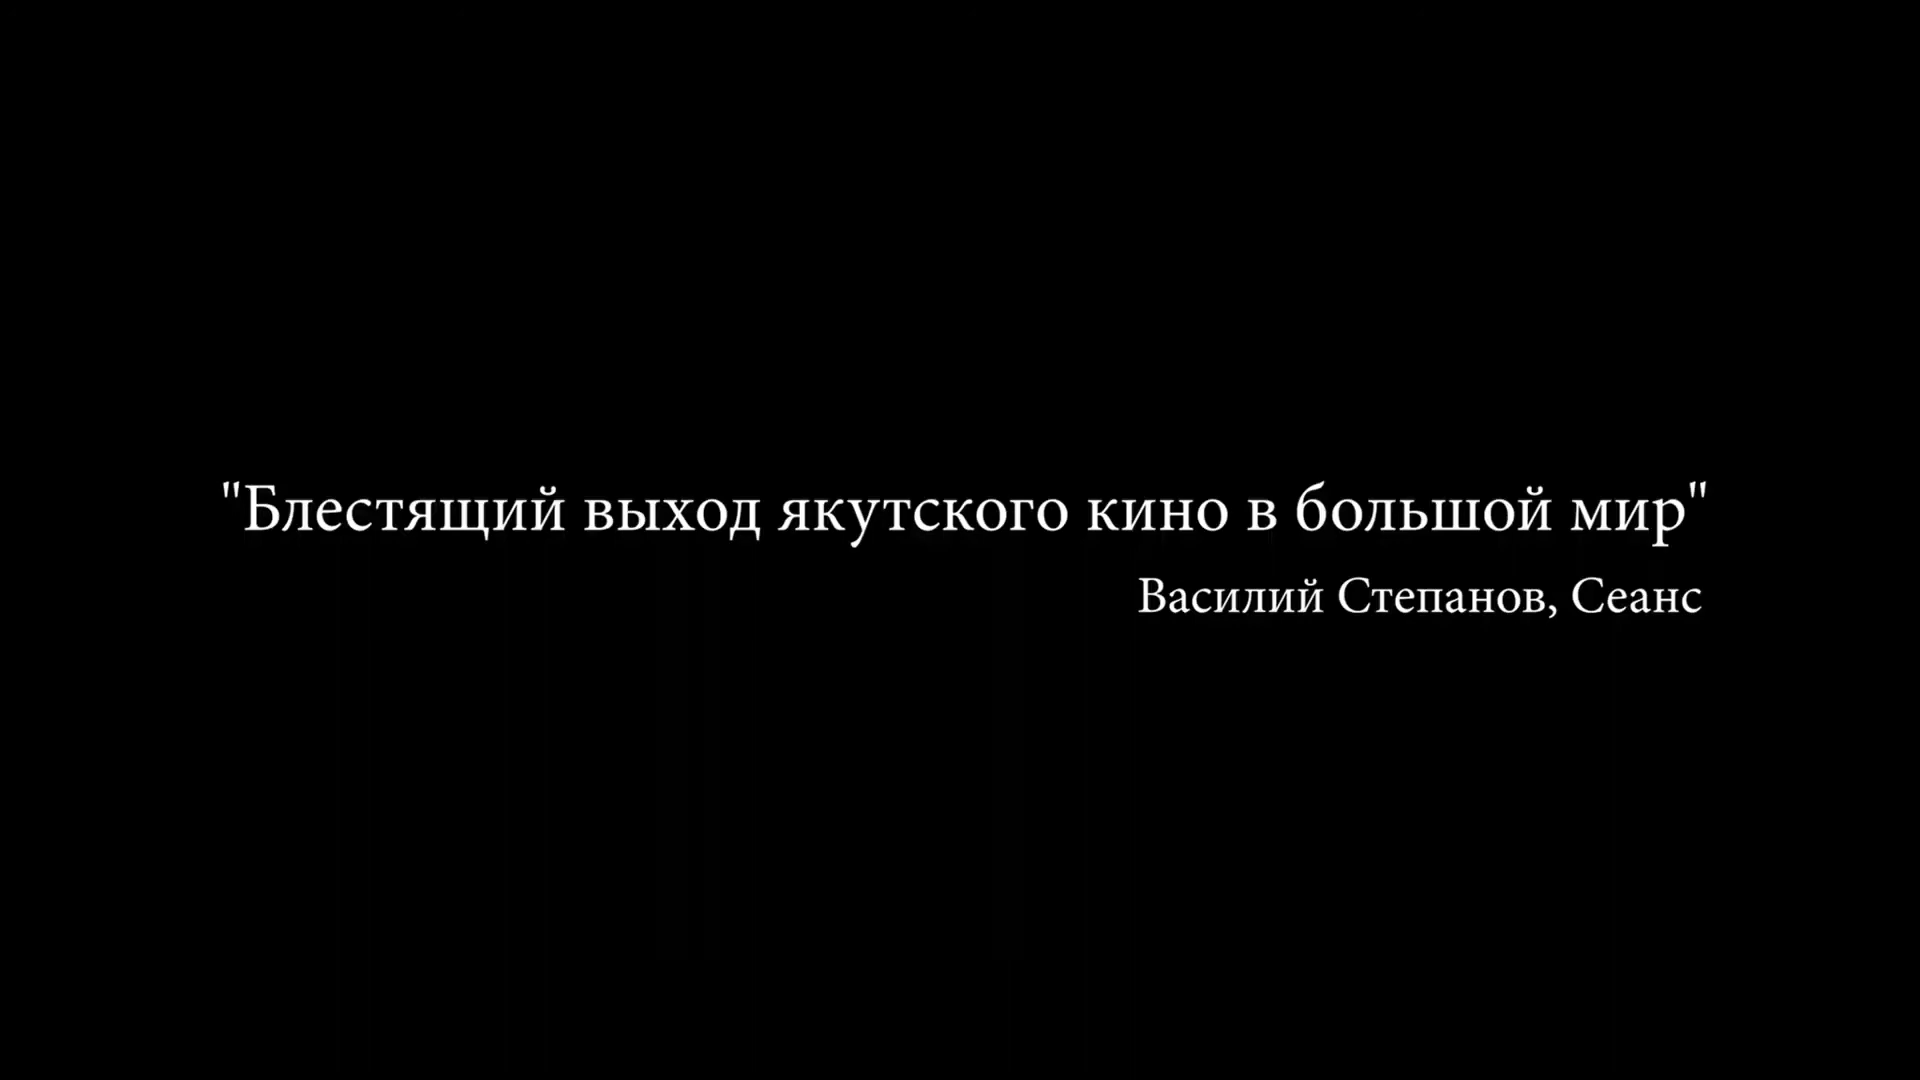 "Блестящий выход якутского кино в большой мир"
Василий Степанов, Сеанс